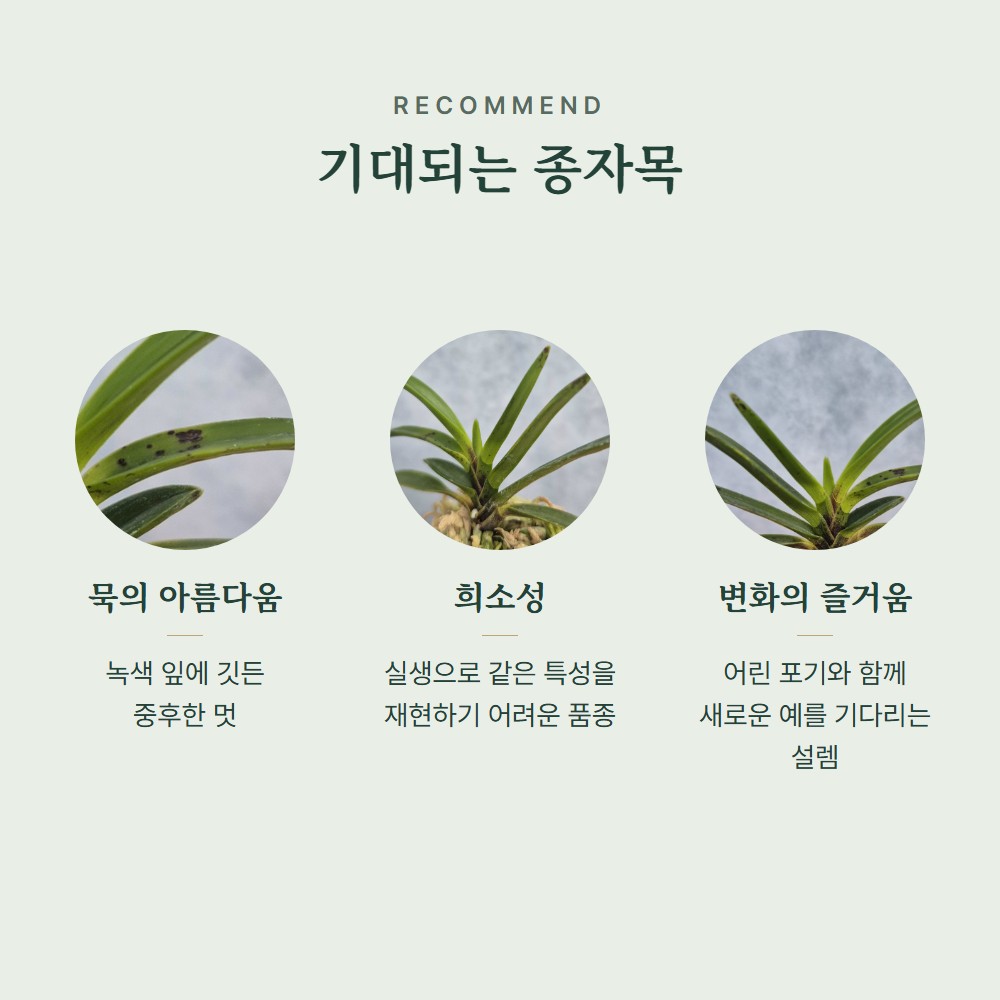 RECOMMEND
기대되는 종자목
묵의 아름다움
녹색 잎에 깃든
중후한 멋
희소성
실생으로 같은 특성을
재현하기 어려운 품종
변화의 즐거움
어린 포기와 함께
새로운 예를 기다리는
설렘